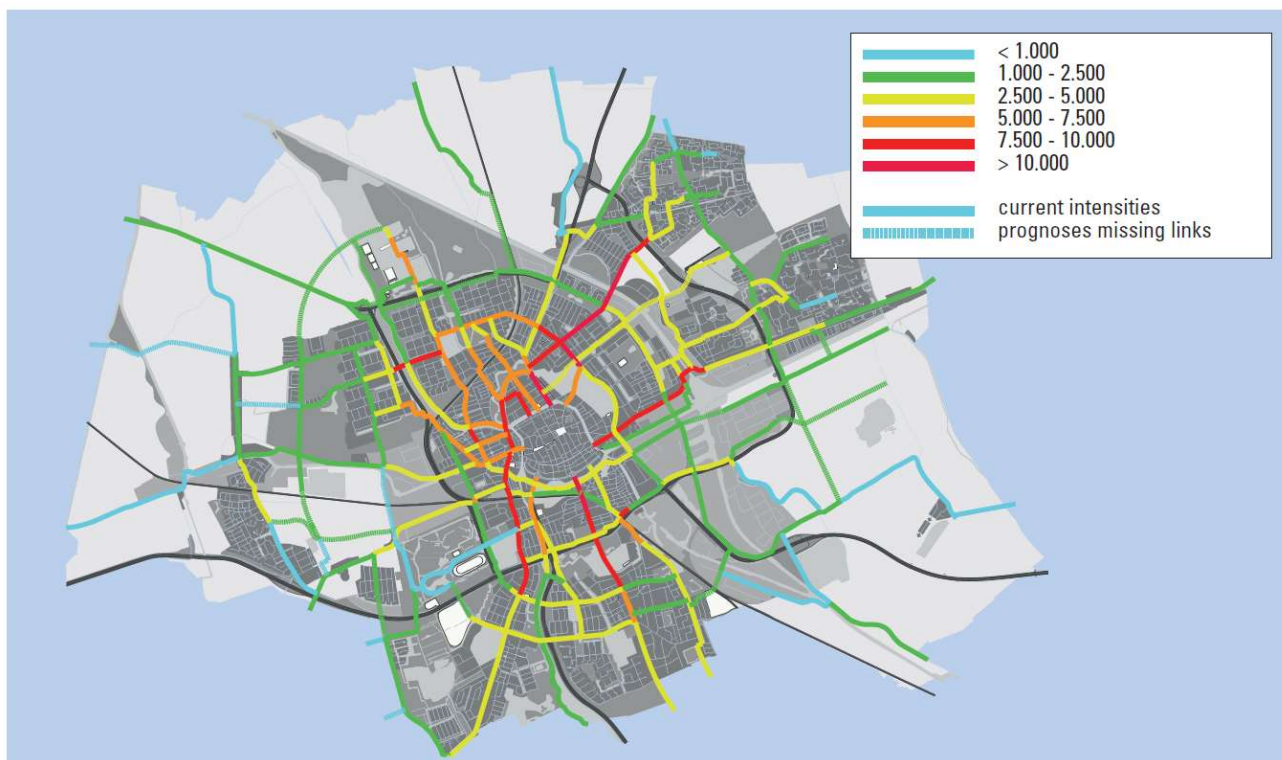 < 1.000
1.000 - 2.500
2.500 - 5.000
5.000 - 7.500
7.500 - 10.000
> 10.000
current intensities
prognoses missing links